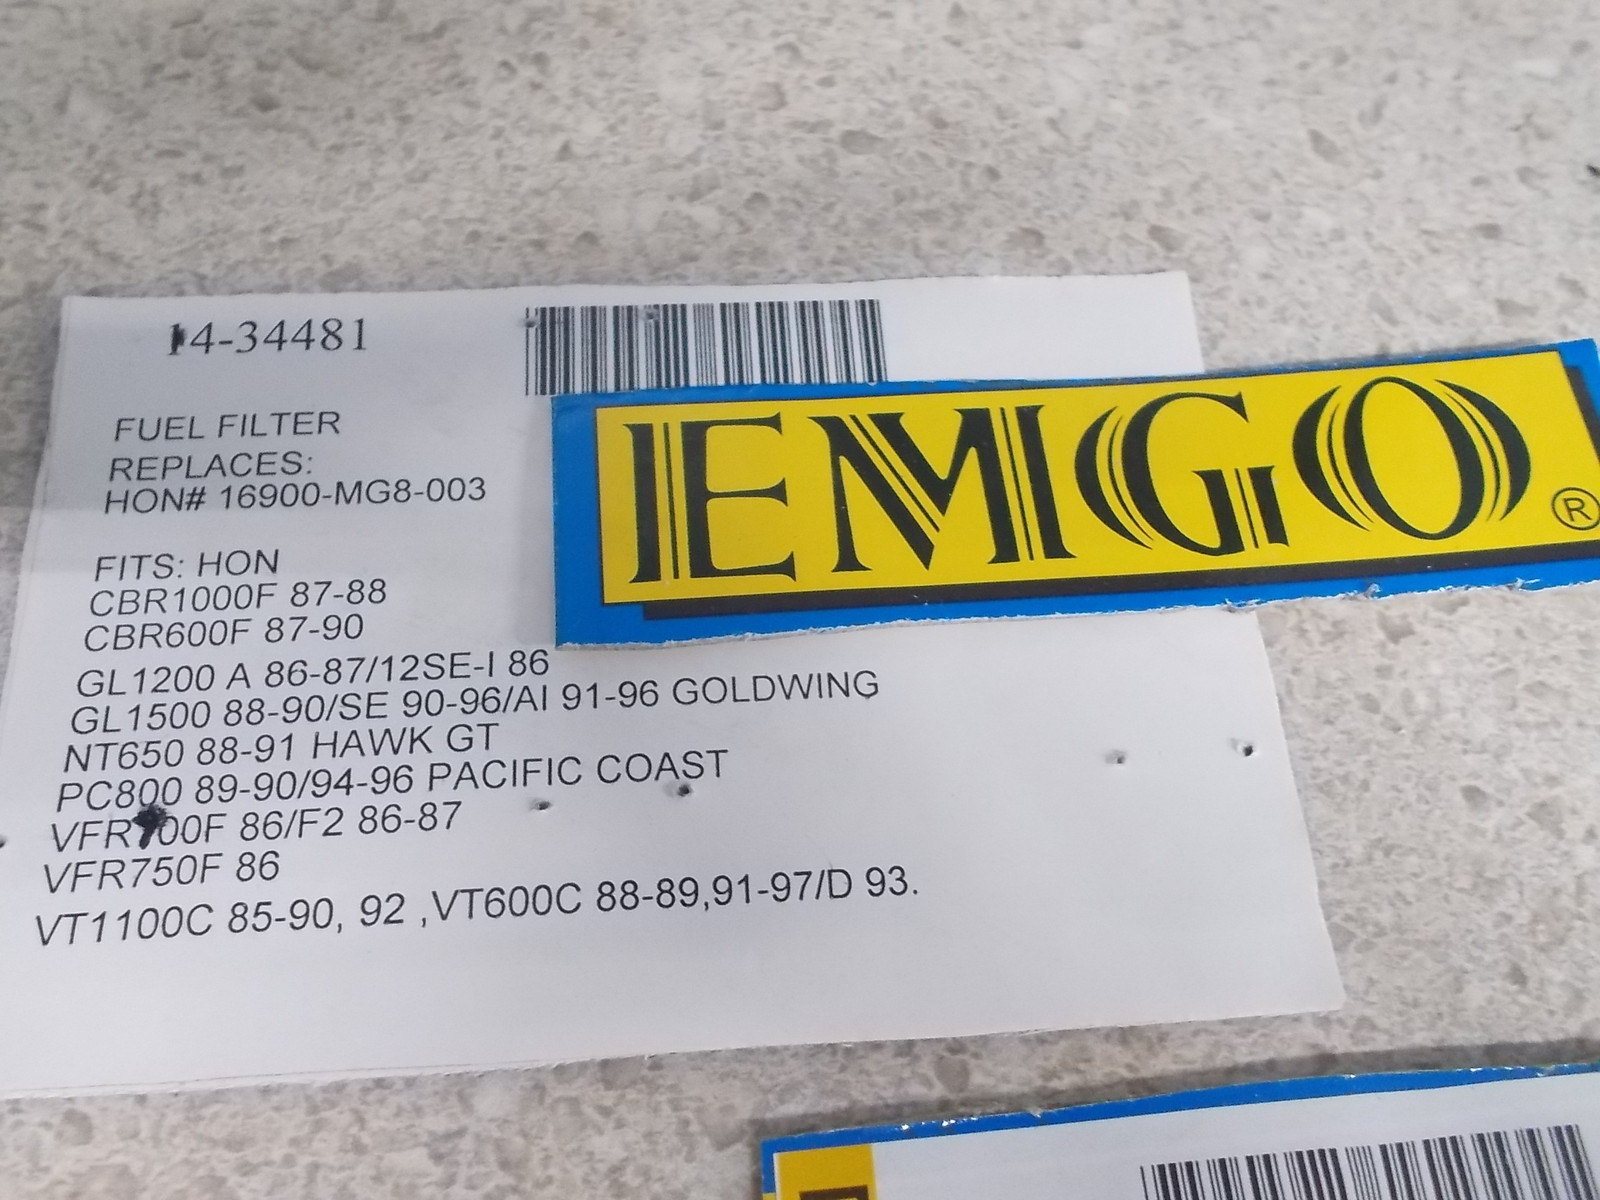 14-34481
FUEL FILTER
REPLACES:
HON# 16900-MG8-003
EMGO®
FITS: HON
CBR1000F 87-88
CBR600F 87-90
GL1200 A 86-87/12SE-I 86
GL1500 88-90/SE 90-96/AI 91-96 GOLDWING
NT650 88-91 HAWK GT
PC800 89-90/94-96 PACIFIC COAST
VFR700F 86/F2 86-87
VFR750F 86
VT1100C 85-90, 92 ,VT600C 88-89,91-97/D 93.